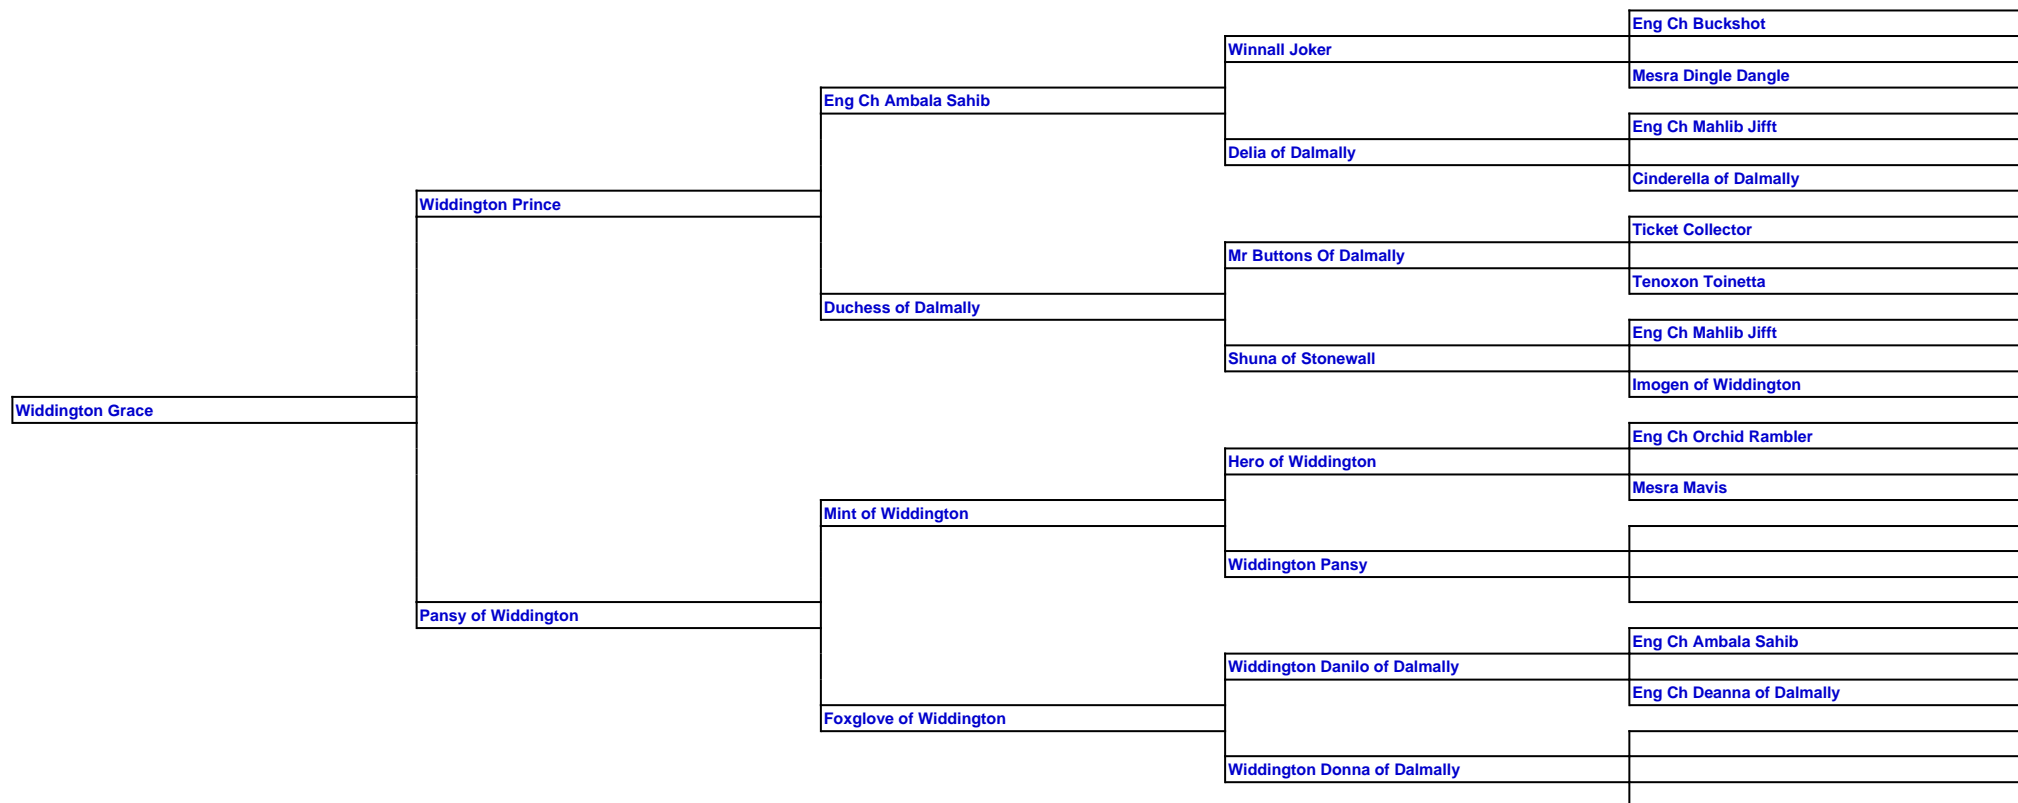 Eng Ch Buckshot
Winnall Joker
Mesra Dingle Dangle
Eng Ch Ambala Sahib
Eng Ch Mahlib Jifft
Delia of Dalmally
Cinderella of Dalmally
Widdington Prince
Ticket Collector
Mr Buttons Of Dalmally
Tenoxon Toinetta
Duchess of Dalmally
Eng Ch Mahlib Jifft
Shuna of Stonewall
Imogen of Widdington
Widdington Grace
Eng Ch Orchid Rambler
Hero of Widdington
Mesra Mavis
Mint of Widdington
Widdington Pansy
Pansy of Widdington
Eng Ch Ambala Sahib
Widdington Danilo of Dalmally
Eng Ch Deanna of Dalmally
Foxglove of Widdington
Widdington Donna of Dalmally